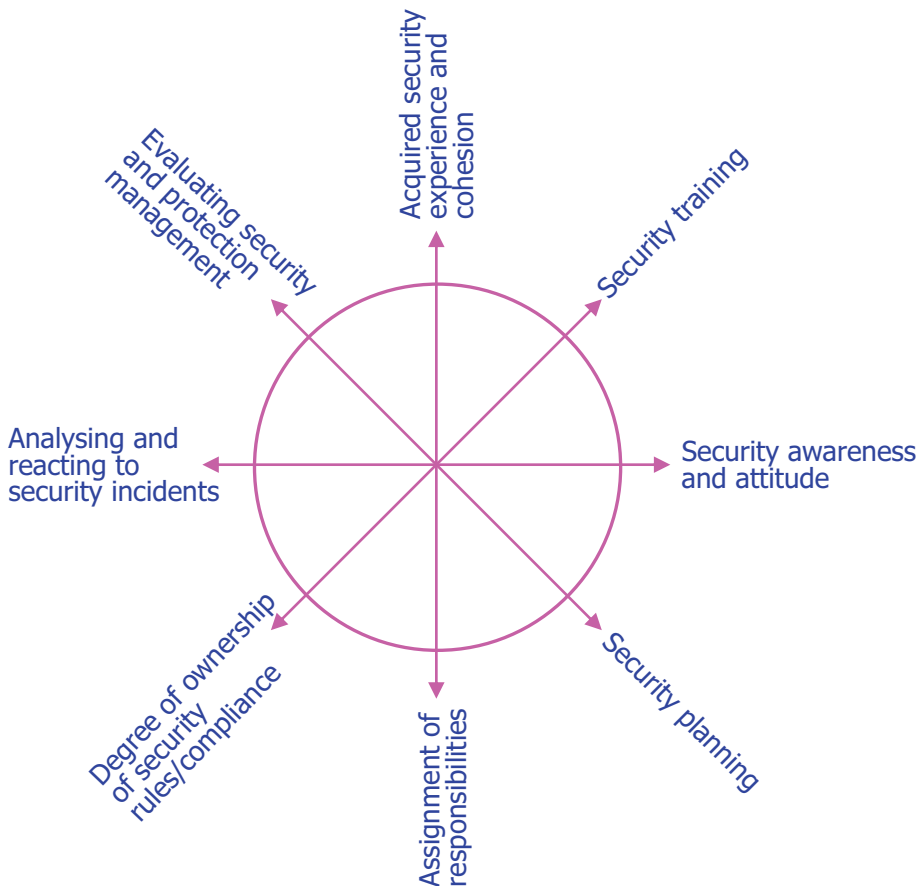 Acquired security
experience and
cohesion
Security training
Security awareness
and attitude
Security planning
Assignment of
responsibilities
Degree of ownership
of security
rules/compliance
Analysing and
reacting to
security incidents
Evaluating security
and protection
management